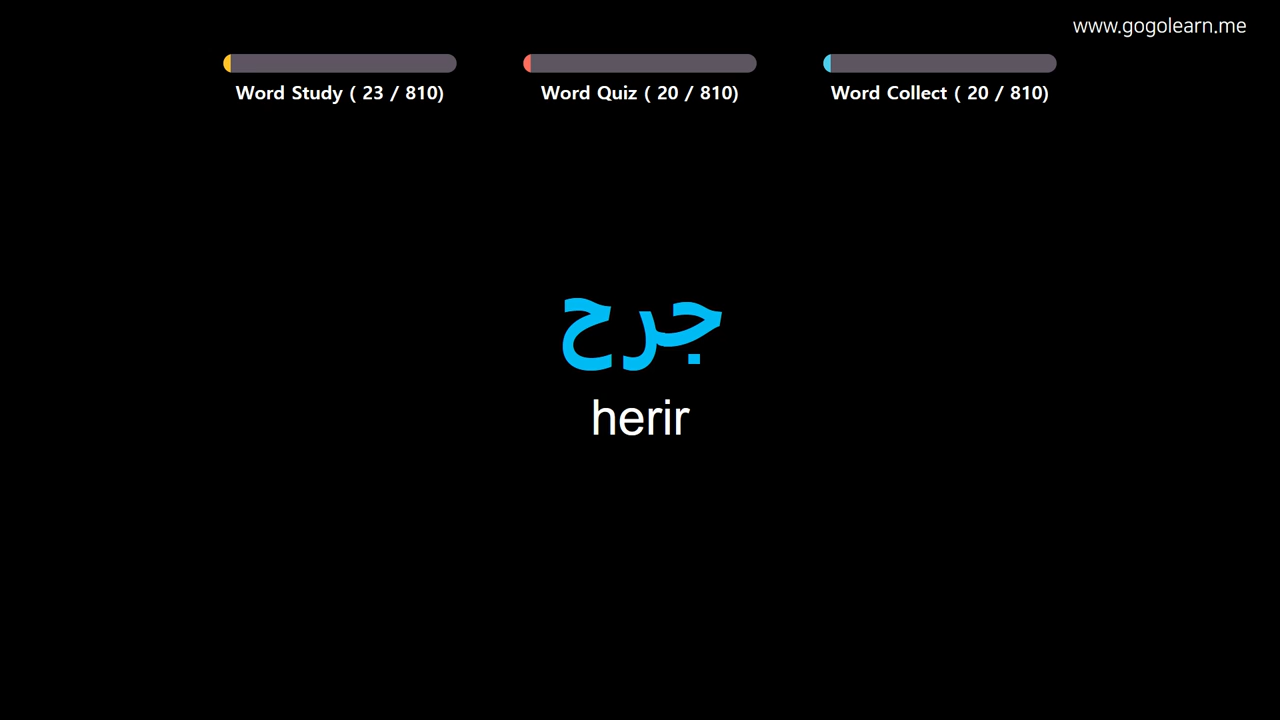 www.gogolearn.me
Word Study ( 23 / 810)
Word Quiz ( 20 / 810)
Word Collect ( 20 / 810)
جرح
herir